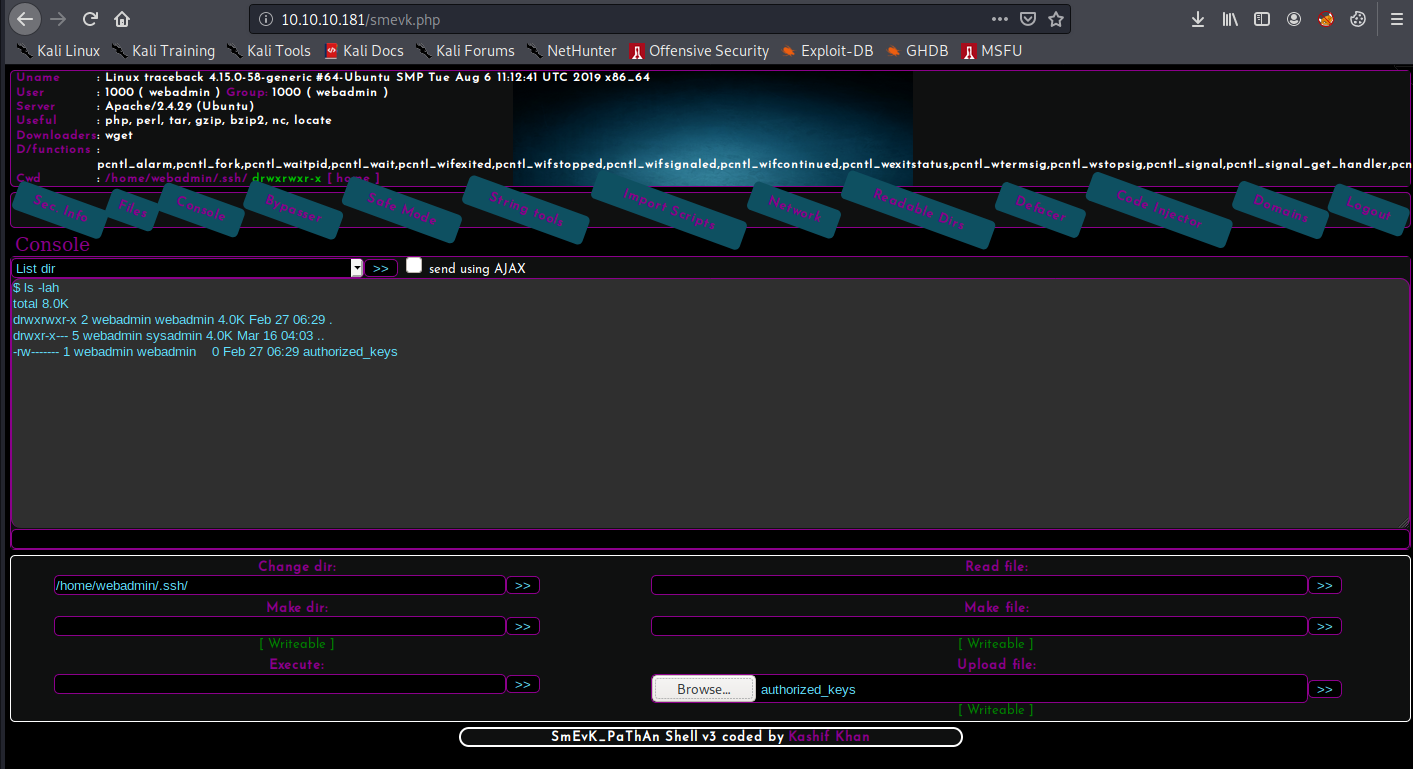 10.10.10.181/smevk.php
Kali Linux Kali Training Kali Tools Kali Docs Kali Forums NetHunter Offensive Security Exploit-DB GHDB MSFU
Uname : Linux traceback 4.15.0-58-generic #64-Ubuntu SMP Tue Aug 6 11:12:41 UTC 2019 x86_64
User : 1000 ( webadmin ) Group: 1000 ( webadmin )
Server : Apache/2.4.29 (Ubuntu)
Useful : php, perl, tar, gzip, bzip2, nc, locate
Downloaders: wget
D/functions :
pcntl_alarm,pcntl_fork,pcntl_waitpid,pcntl_wait,pcntl_wifexited,pcntl_wifstopped,pcntl_wifsignaled,pcntl_wifcontinued,pcntl_wexitstatus,pcntl_wtermsig,pcntl_wstopsig,pcntl_signal,pcntl_signal_get_handler,
Cwd : /home/webadmin/.ssh/ drwxrwxr-x [ home ]
Sec. Info Files Console Bypasser Safe Mode String tools Import Scripts Network Readable Dirs Defacer Code Injector Domains Logout
Console
List dir >> send using AJAX
$ ls -lah
total 8.0K
drwxrwxr-x 2 webadmin webadmin 4.0K Feb 27 06:29 .
drwxr-x--- 5 webadmin sysadmin 4.0K Mar 16 04:03 ..
-rw------- 1 webadmin webadmin 0 Feb 27 06:29 authorized_keys
Change dir: Read file:
/home/webadmin/.ssh/ >> >>
Make dir: Make file:
>> >>
[ Writeable ] [ Writeable ]
Execute: Upload file:
>> Browse... authorized_keys >>
[ Writeable ]
SmEvK_PaThAn Shell v3 coded by Kashif Khan